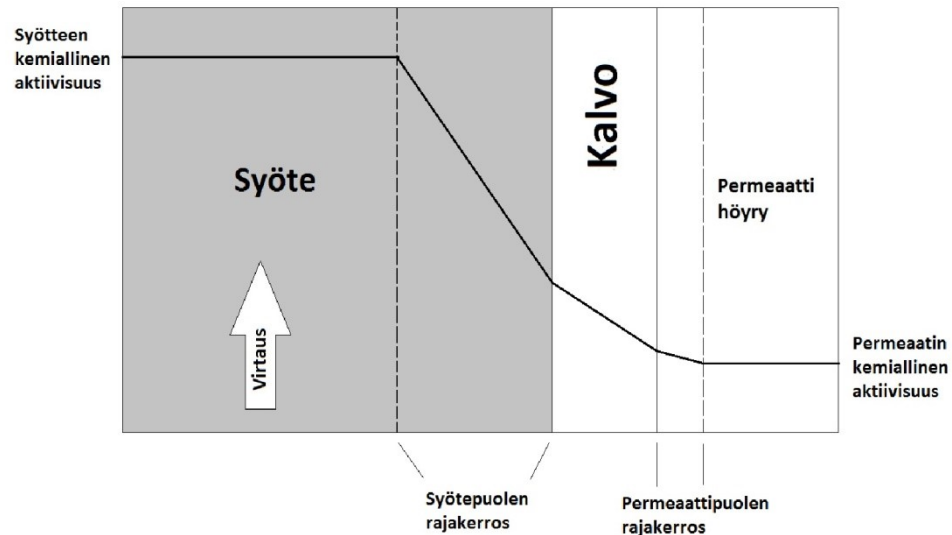 Syötteen
kemiallinen
aktiivisuus
Syöte
Virtaus
Kalvo
Permeaatti
höyry
Permeaatin
kemiallinen
aktiivisuus
Syötepuolen
rajakerros
Permeaattipuolen
rajakerros